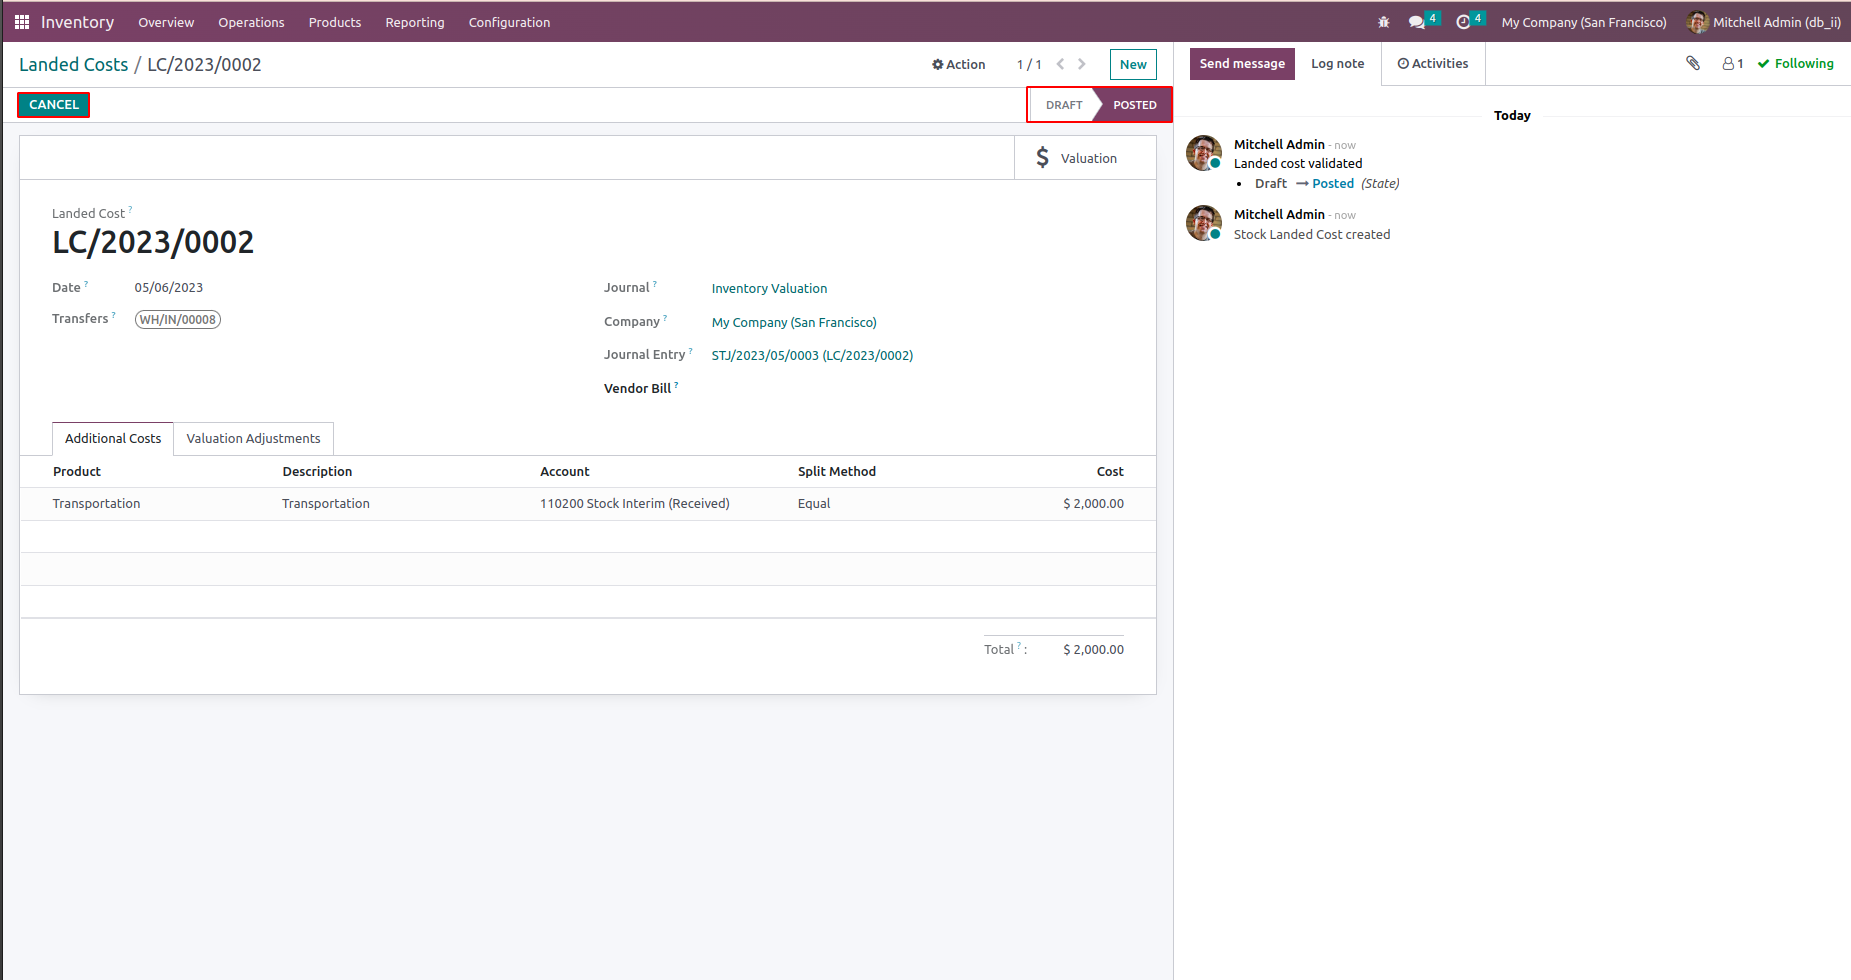 Inventory Overview Operations Products Reporting Configuration 4 4 My Company (San Francisco) Mitchell Admin (db_ii)
Landed Costs / LC/2023/0002 Action 1 / 1 New
CANCEL DRAFT POSTED
$ Valuation
Landed Cost ?
LC/2023/0002
Date ? 05/06/2023
Transfers ? WH/IN/00008
Journal ? Inventory Valuation
Company ? My Company (San Francisco)
Journal Entry ? STJ/2023/05/0003 (LC/2023/0002)
Vendor Bill ?
Additional Costs Valuation Adjustments
Product Description Account Split Method Cost
Transportation Transportation 110200 Stock Interim (Received) Equal $ 2,000.00
Total ? : $ 2,000.00
Send message Log note Activities 1 Following
Today
Mitchell Admin - now
Landed cost validated
• Draft → Posted (State)
Mitchell Admin - now
Stock Landed Cost created